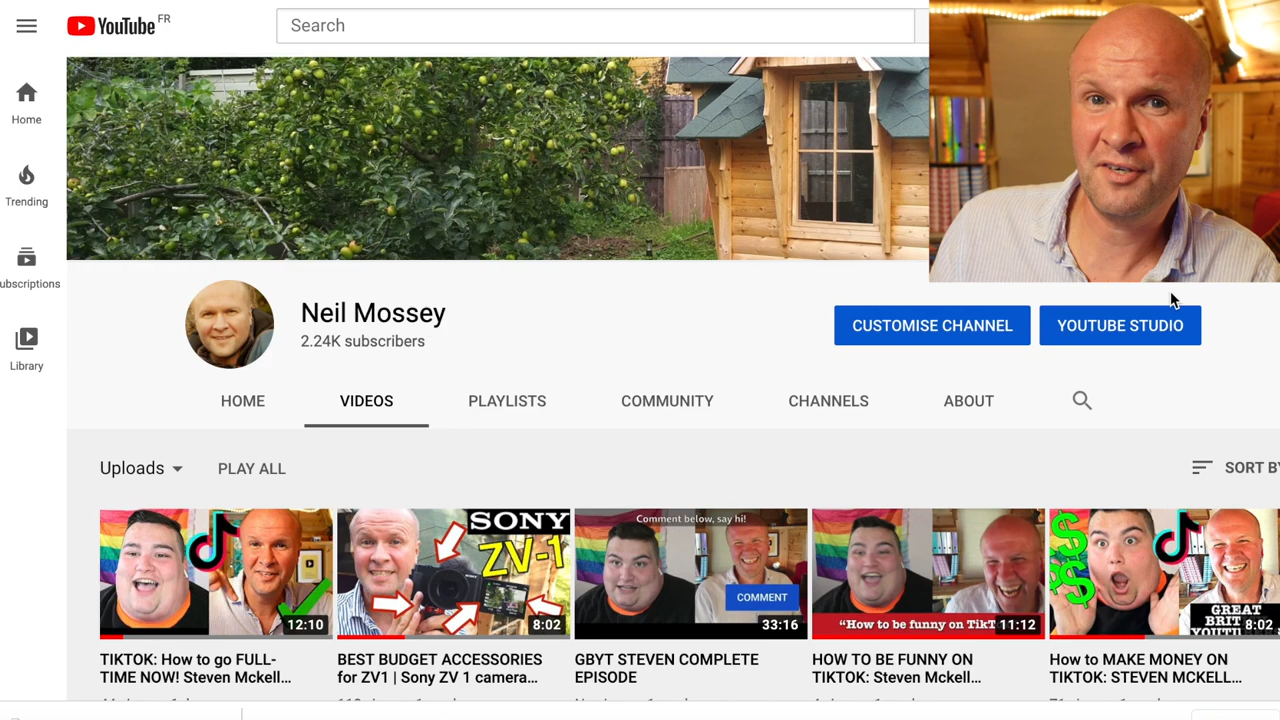 YouTube FR
Search
Home
Trending
ubscriptions
Library
Neil Mossey
2.24K subscribers
CUSTOMISE CHANNEL
YOUTUBE STUDIO
HOME
VIDEOS
PLAYLISTS
COMMUNITY
CHANNELS
ABOUT
Uploads
PLAY ALL
SORT BY
12:10
SONY
ZV-1
8:02
Comment below, say hi!
COMMENT
33:16
"How to be funny on TikT
11:12
GREAT
BRIT
YOUTU
8:02
TIKTOK: How to go FULL-
TIME NOW! Steven Mckell...
BEST BUDGET ACCESSORIES
for ZV1 | Sony ZV 1 camera...
GBYT STEVEN COMPLETE
EPISODE
HOW TO BE FUNNY ON
TIKTOK: Steven Mckell...
How to MAKE MONEY ON
TIKTOK: STEVEN MCKELL...